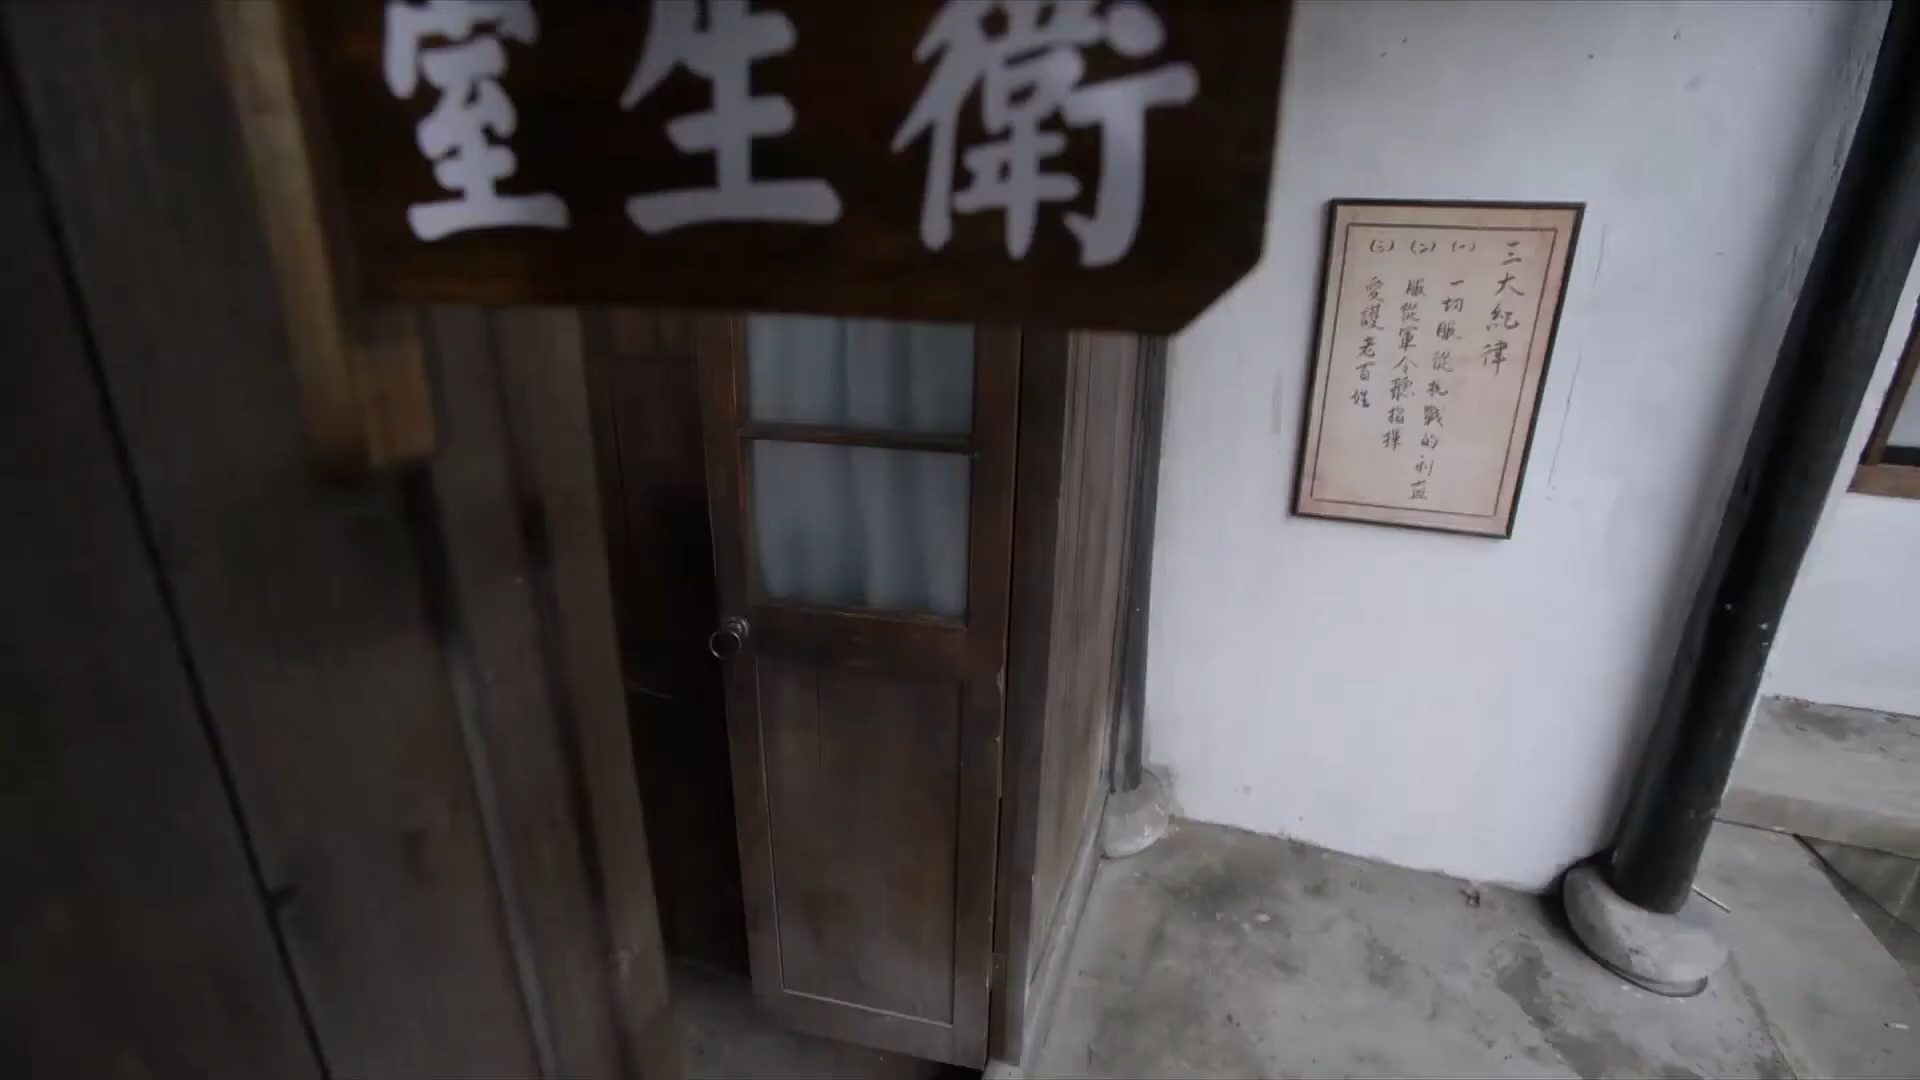 衛生室
三大紀律
(一) 一切服從抗戰的利益
(二) 服從軍令聽指揮
(三) 愛護老百姓